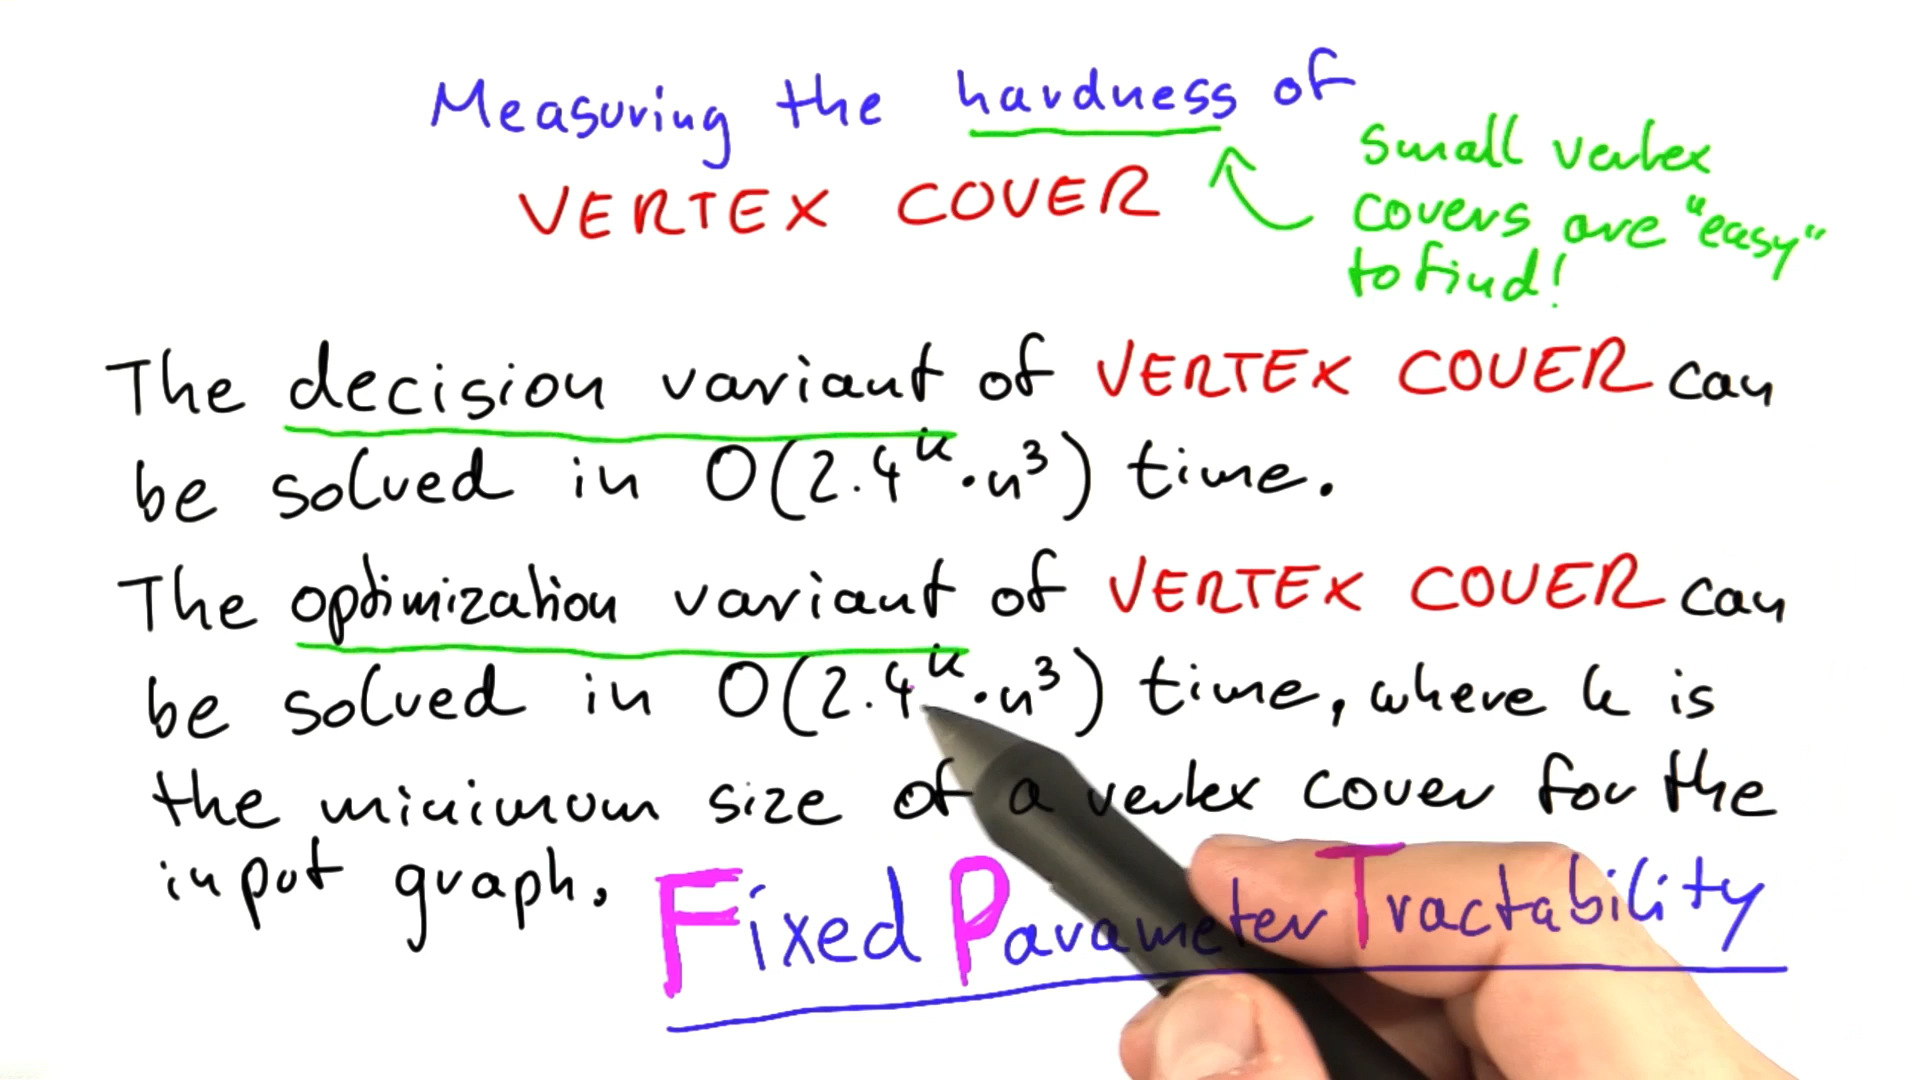 Measuring the hardness of
VERTEX COVER
small vertex
covers are "easy"
to find!
The decision variant of VERTEX COVER can
be solved in O(2.4^k · n³) time.
The optimization variant of VERTEX COVER can
be solved in O(2.4^k · n³) time, where k is
the minimum size of a vertex cover for the
input graph.
Fixed Parameter Tractability